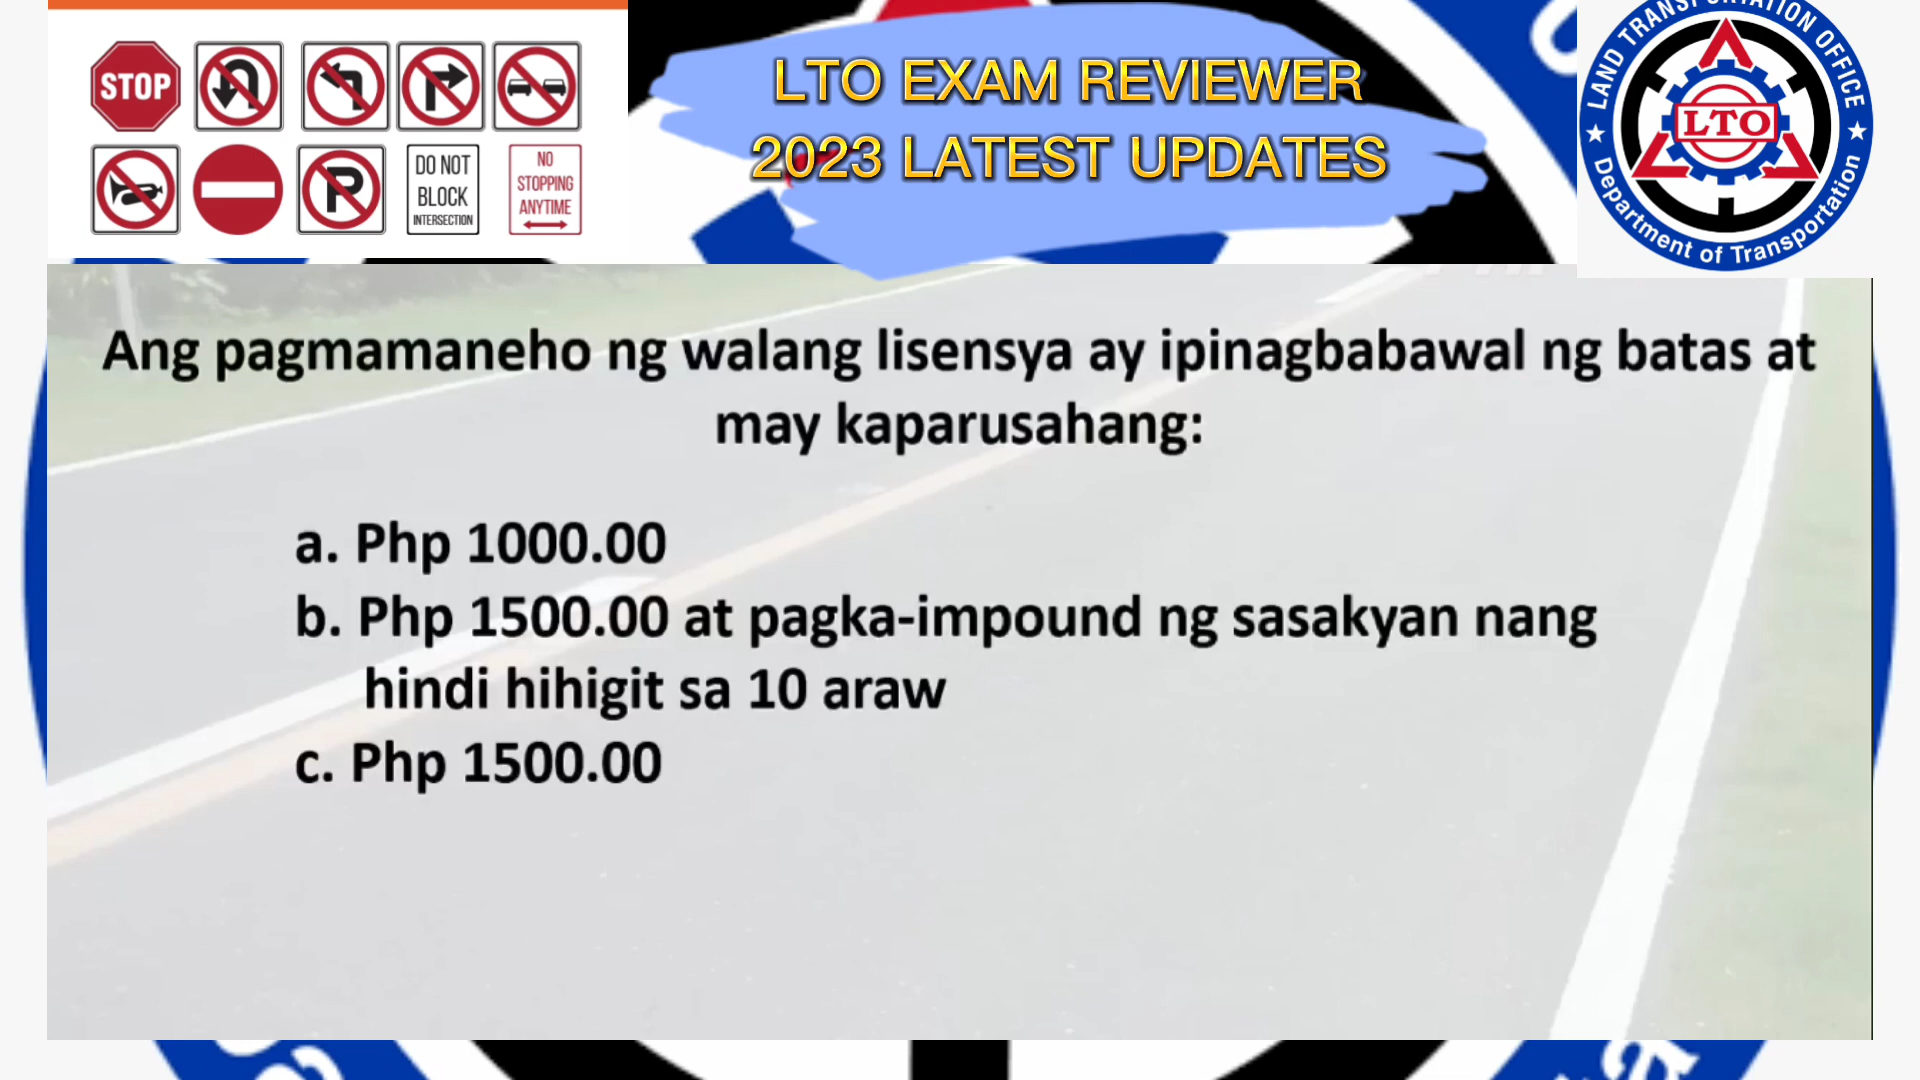 STOP
DO NOT
BLOCK
INTERSECTION
NO
STOPPING
ANYTIME
P
LTO EXAM REVIEWER
2023 LATEST UPDATES
LAND TRANSPORTATION OFFICE
LTO
Department of Transportation
Ang pagmamaneho ng walang lisensya ay ipinagbabawal ng batas at
may kaparusahang:
a. Php 1000.00
b. Php 1500.00 at pagka-impound ng sasakyan nang
hindi hihigit sa 10 araw
c. Php 1500.00